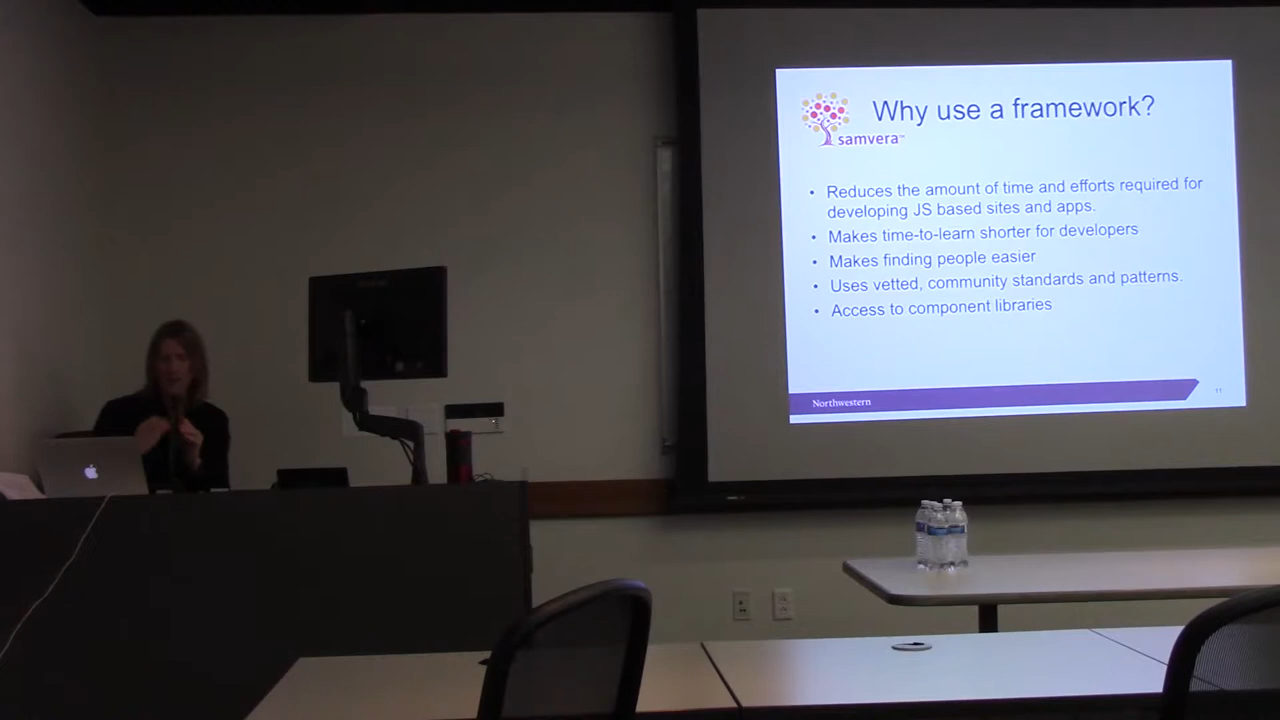 Why use a framework?
samvera™
• Reduces the amount of time and efforts required for
developing JS based sites and apps.
• Makes time-to-learn shorter for developers
• Makes finding people easier
• Uses vetted, community standards and patterns.
• Access to component libraries
Northwestern
11